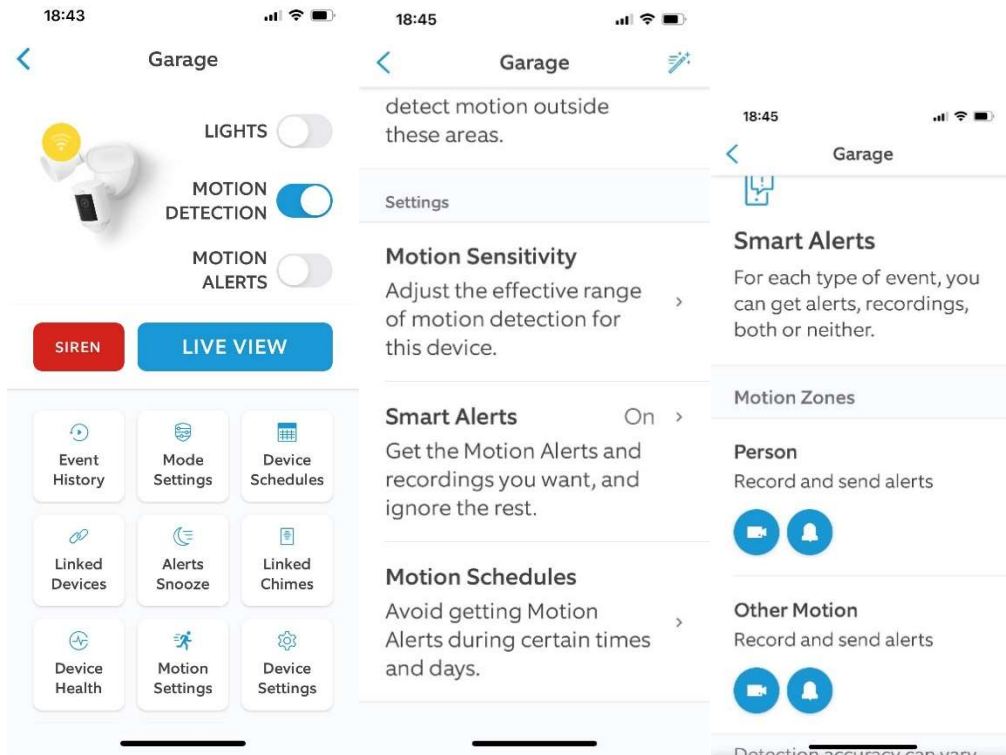 18:43
Garage
LIGHTS
MOTION
DETECTION
MOTION
ALERTS
SIREN
LIVE VIEW
Event
History
Mode
Settings
Device
Schedules
Linked
Devices
Alerts
Snooze
Linked
Chimes
Device
Health
Motion
Settings
Device
Settings
18:45
Garage
detect motion outside
these areas.
Settings
Motion Sensitivity
Adjust the effective range
of motion detection for
this device.
Smart Alerts On
Get the Motion Alerts and
recordings you want, and
ignore the rest.
Motion Schedules
Avoid getting Motion
Alerts during certain times
and days.
18:45
Garage
Smart Alerts
For each type of event, you
can get alerts, recordings,
both or neither.
Motion Zones
Person
Record and send alerts
Other Motion
Record and send alerts
Detection accuracy can vary